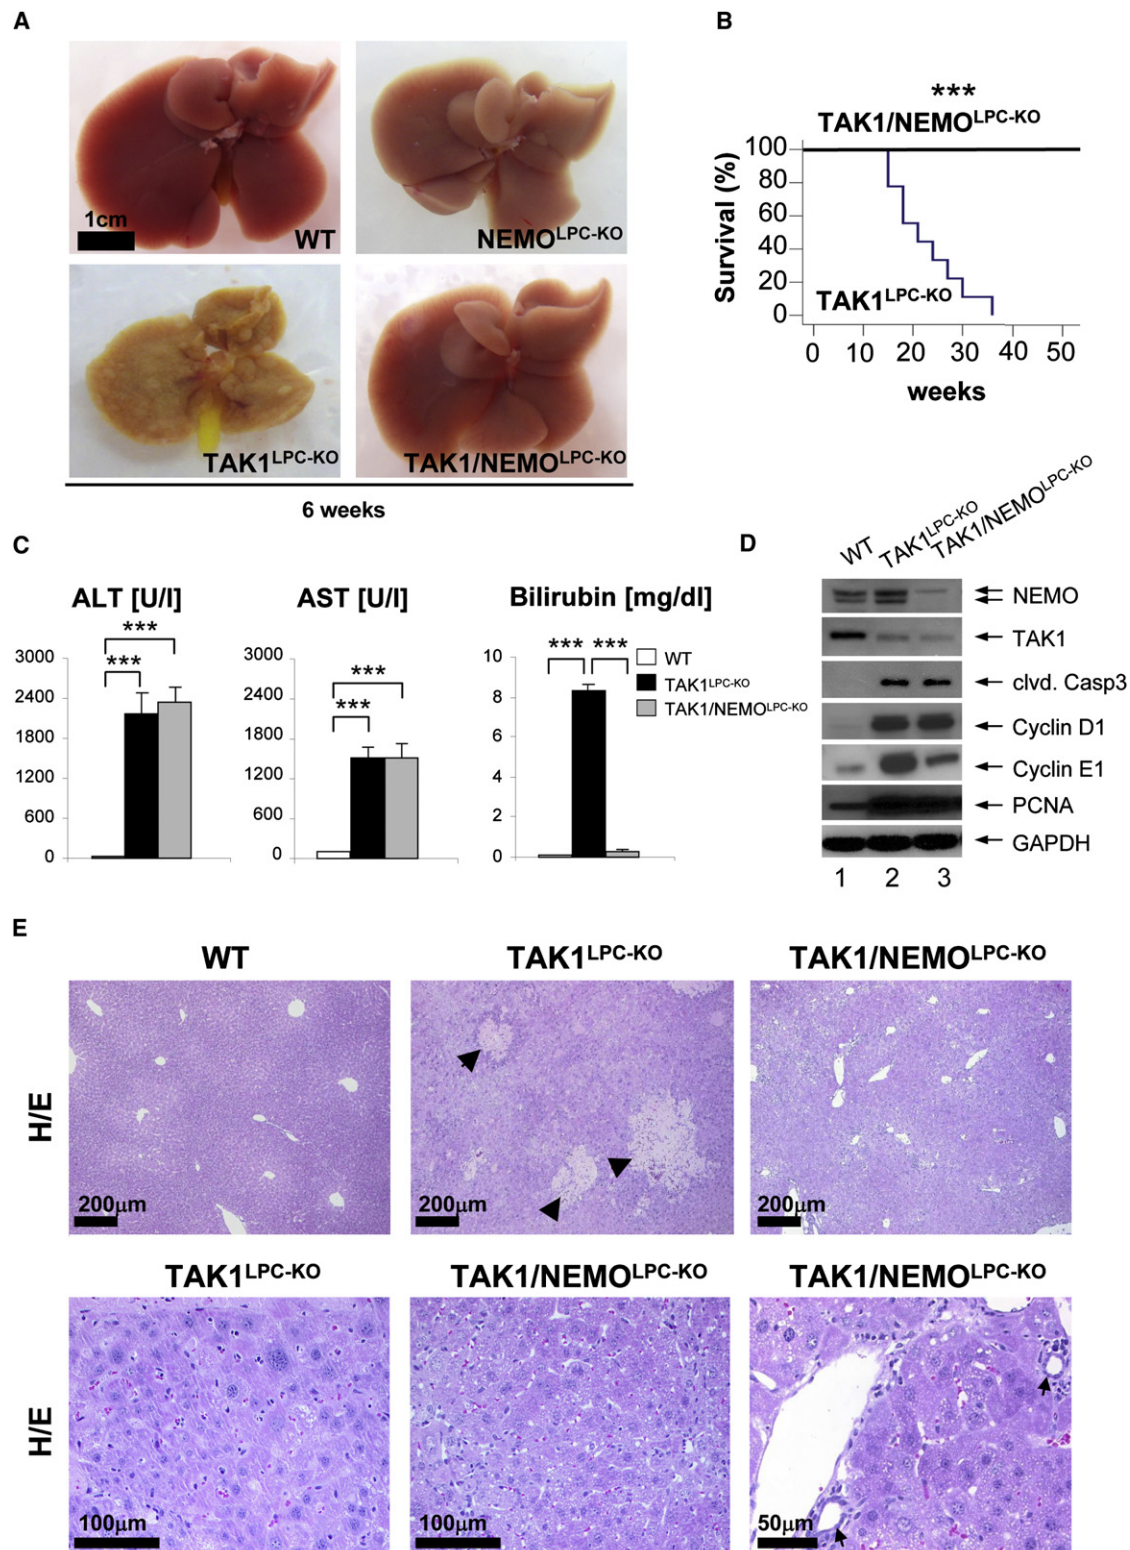 A
1cm
WT
NEMO^LPC-KO
TAK1^LPC-KO
TAK1/NEMO^LPC-KO
6 weeks
B
***
TAK1/NEMO^LPC-KO
Survival (%)
100
80
60
40
20
0
TAK1^LPC-KO
0 10 20 30 40 50
weeks
C
ALT [U/l]
***
***
3000
2400
1800
1200
600
0
AST [U/l]
***
***
3000
2400
1800
1200
600
0
Bilirubin [mg/dl]
*** ***
10
8
6
4
2
0
WT
TAK1^LPC-KO
TAK1/NEMO^LPC-KO
D
WT
TAK1^LPC-KO
TAK1/NEMO^LPC-KO
NEMO
TAK1
clvd. Casp3
Cyclin D1
Cyclin E1
PCNA
GAPDH
1 2 3
E
WT TAK1^LPC-KO TAK1/NEMO^LPC-KO
H/E
200µm 200µm 200µm
TAK1^LPC-KO TAK1/NEMO^LPC-KO TAK1/NEMO^LPC-KO
H/E
100µm 100µm 50µm